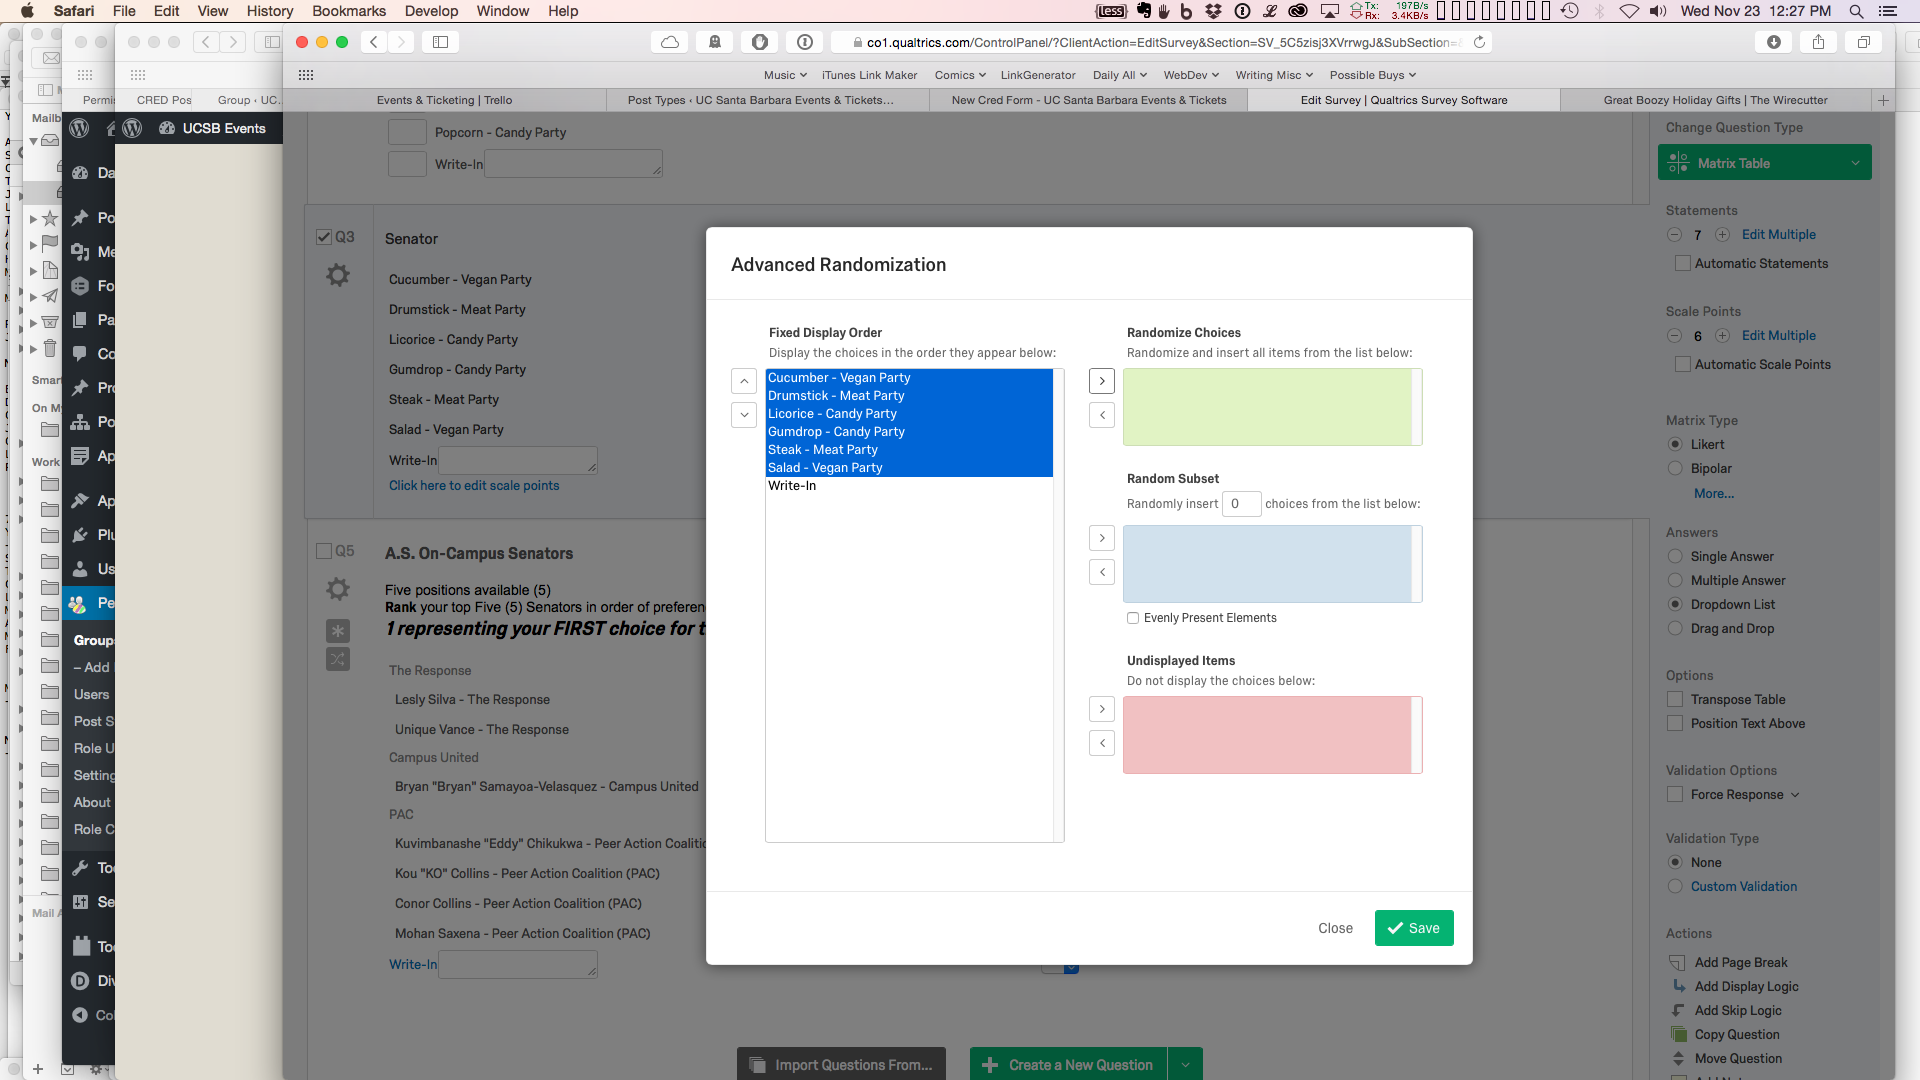 Safari File Edit View History Bookmarks Develop Window Help
{less} Tx: 197B/s
Rx: 3.4KB/s
Wed Nov 23 12:27 PM
co1.qualtrics.com/ControlPanel/?ClientAction=EditSurvey&Section=SV_5C5zisj3XVrrwgJ&SubSection=
Music iTunes Link Maker Comics LinkGenerator Daily All WebDev Writing Misc Possible Buys
Permi CRED Pos Group ‹ UC...
Events & Ticketing | Trello
Post Types ‹ UC Santa Barbara Events & Tickets...
New Cred Form - UC Santa Barbara Events & Tickets
Edit Survey | Qualtrics Survey Software
Great Boozy Holiday Gifts | The Wirecutter
Mailb
Smar
On My
Work
Mail A
UCSB Events
Da
Po
Me
Fo
Pa
Co
Pro
Po
Ap
Ap
Plu
Us
Pe
Group
– Add
Users
Post S
Role U
Setting
About
Role C
Too
Se
Too
Div
Col
Popcorn - Candy Party
Write-In
Q3
Senator
Cucumber - Vegan Party
Drumstick - Meat Party
Licorice - Candy Party
Gumdrop - Candy Party
Steak - Meat Party
Salad - Vegan Party
Write-In
Click here to edit scale points
Q5
A.S. On-Campus Senators
Five positions available (5)
Rank your top Five (5) Senators in order of preferen
1 representing your FIRST choice for t
The Response
Lesly Silva - The Response
Unique Vance - The Response
Campus United
Bryan "Bryan" Samayoa-Velasquez - Campus United
PAC
Kuvimbanashe "Eddy" Chikukwa - Peer Action Coalitic
Kou "KO" Collins - Peer Action Coalition (PAC)
Conor Collins - Peer Action Coalition (PAC)
Mohan Saxena - Peer Action Coalition (PAC)
Write-In
Import Questions From...
Create a New Question
Advanced Randomization
Fixed Display Order
Display the choices in the order they appear below:
Cucumber - Vegan Party
Drumstick - Meat Party
Licorice - Candy Party
Gumdrop - Candy Party
Steak - Meat Party
Salad - Vegan Party
Write-In
Randomize Choices
Randomize and insert all items from the list below:
Random Subset
Randomly insert 0 choices from the list below:
Evenly Present Elements
Undisplayed Items
Do not display the choices below:
Close
Save
Change Question Type
Matrix Table
Statements
7 Edit Multiple
Automatic Statements
Scale Points
6 Edit Multiple
Automatic Scale Points
Matrix Type
Likert
Bipolar
More...
Answers
Single Answer
Multiple Answer
Dropdown List
Drag and Drop
Options
Transpose Table
Position Text Above
Validation Options
Force Response
Validation Type
None
Custom Validation
Actions
Add Page Break
Add Display Logic
Add Skip Logic
Copy Question
Move Question